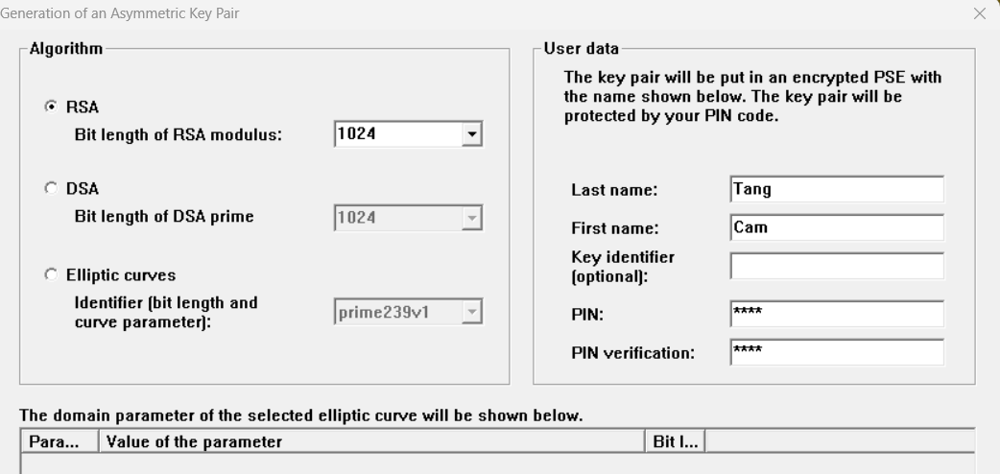 Generation of an Asymmetric Key Pair
Algorithm
RSA
Bit length of RSA modulus:
1024
DSA
Bit length of DSA prime
1024
Elliptic curves
Identifier (bit length and
curve parameter):
prime239v1
User data
The key pair will be put in an encrypted PSE with
the name shown below. The key pair will be
protected by your PIN code.
Last name:
Tang
First name:
Cam
Key identifier
(optional):
PIN:
****
PIN verification:
****
The domain parameter of the selected elliptic curve will be shown below.
Para...
Value of the parameter
Bit l...